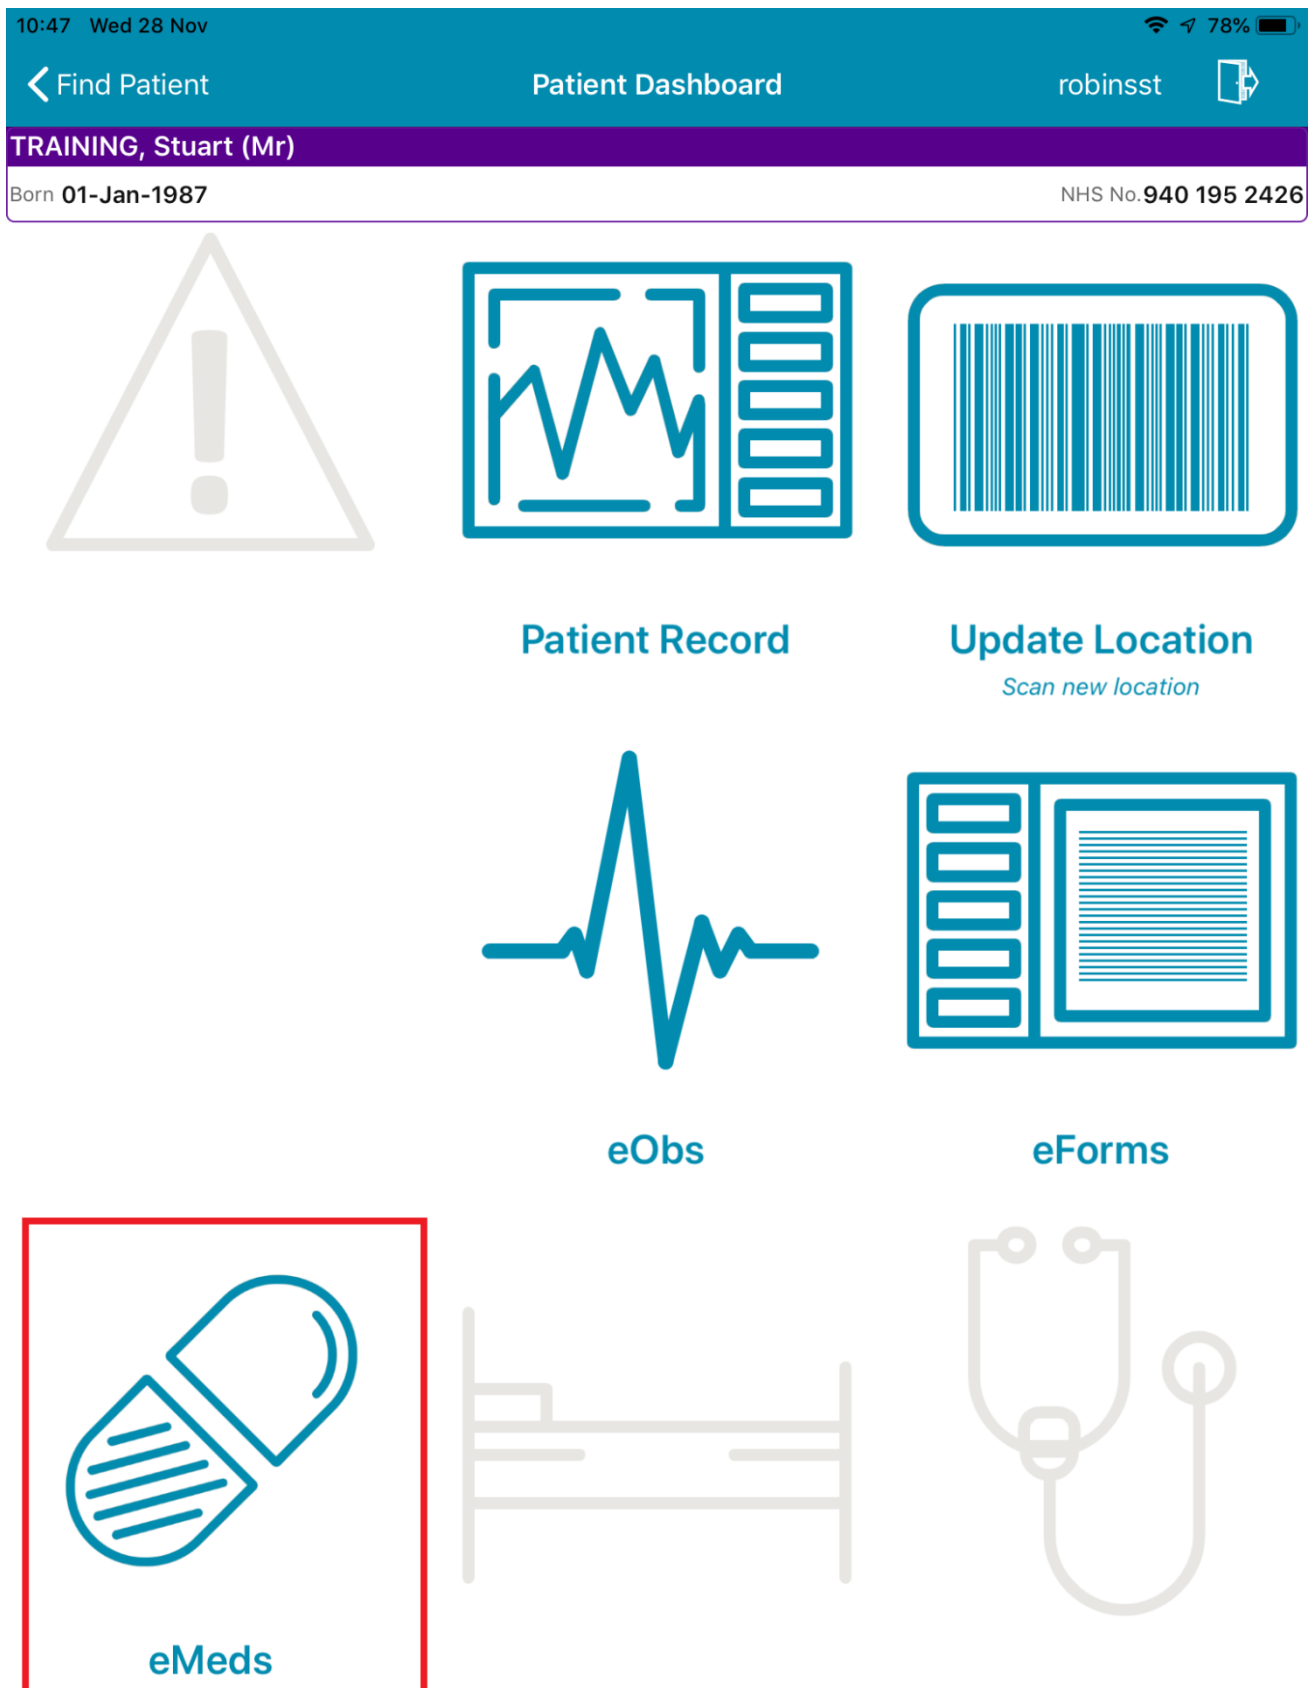 10:47 Wed 28 Nov 78%
Find Patient Patient Dashboard robinsst
TRAINING, Stuart (Mr)
Born 01-Jan-1987 NHS No. 940 195 2426
Patient Record Update Location
Scan new location
eObs eForms
eMeds